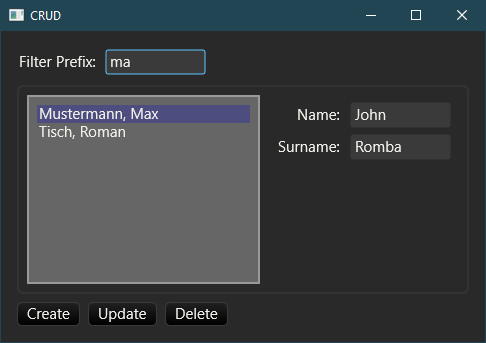 CRUD
Filter Prefix: ma
Mustermann, Max
Tisch, Roman
Name: John
Surname: Romba
Create Update Delete